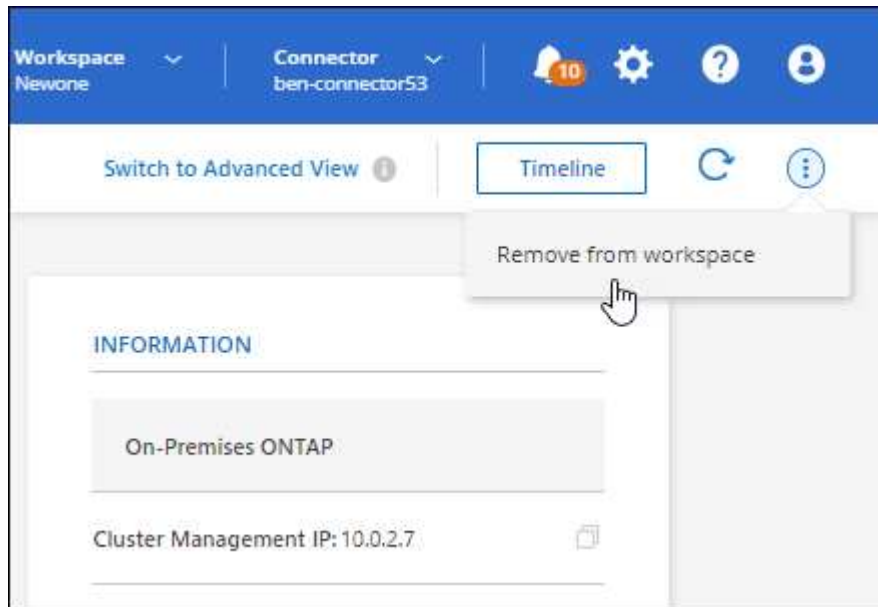 Workspace
Newone
Connector
ben-connector53
10
Switch to Advanced View
Timeline
Remove from workspace
INFORMATION
On-Premises ONTAP
Cluster Management IP: 10.0.2.7